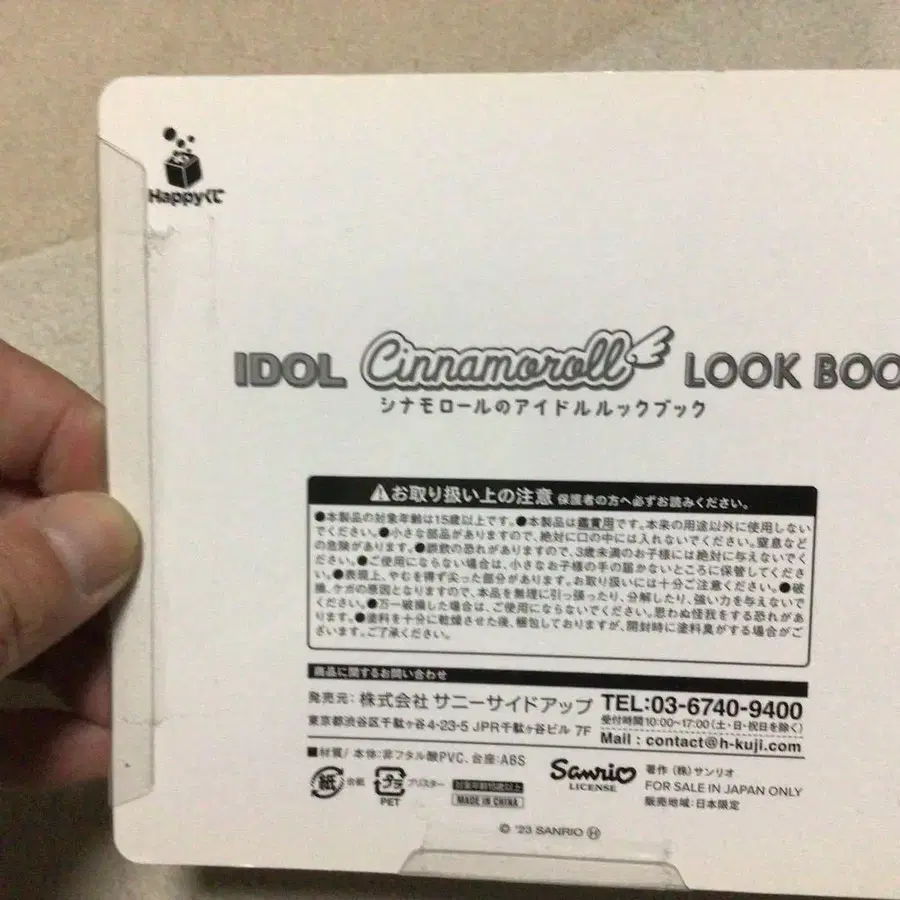 Happyくじ
IDOL Cinnamoroll LOOK BOO
シナモロールのアイドルルックブック
お取り扱い上の注意 保護者の方へ必ずお読みください。
●本製品の対象年齢は15歳以上です。●本製品は鑑賞用です。本来の用途以外に使用しない
でください。●小さな部品がありますので、絶対に口の中には入れないでください。窒息など
の危険があります。●誤飲の恐れがありますので、3歳未満のお子様には絶対に与えないでく
ださい。●ご使用にならない場合は、小さなお子様の手の届かないところに保管してくださ
い。●表現上、やむを得ず尖った部分があります。お取り扱いには十分ご注意ください。●破
損、ケガの原因となりますので、本品を無理に引っ張ったり、分解したり、強い力を与えないで
ください。●万一破損した場合は、ご使用にならないでください。思わぬ怪我をする恐れがあ
ります。●塗料を十分に乾燥させた後、梱包しておりますが、開封時に塗料臭がする場合がご
ざいます。ご了承ください。
商品に関するお問い合わせ
発売元：株式会社 サニーサイドアップ
東京都渋谷区千駄ヶ谷4-23-5 JPR千駄ヶ谷ビル 7F
TEL:03-6740-9400
受付時間10:00~17:00（土・日・祝日を除く）
Mail : contact@h-kuji.com
■材質/ 本体:非フタル酸PVC、台座:ABS
紙 台紙
プラ ブリスター
PET
対象年齢15歳以上
MADE IN CHINA
Sanrio
LICENSE
著作（株）サンリオ
FOR SALE IN JAPAN ONLY
販売地域：日本限定
© '23 SANRIO Ⓗ